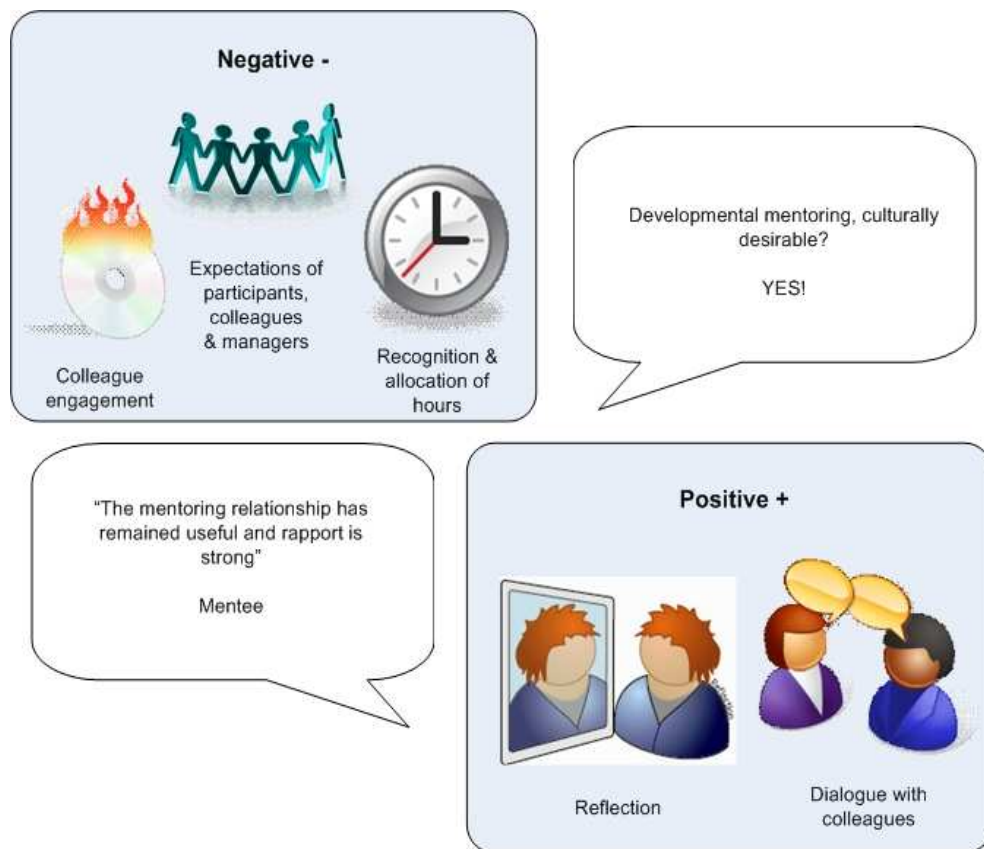 Negative -
Expectations of
participants,
colleagues
& managers
Colleague
engagement
Recognition &
allocation of
hours
Developmental mentoring, culturally
desirable?
YES!
“The mentoring relationship has
remained useful and rapport is
strong”
Mentee
Positive +
Reflection
Reflection
Dialogue with
colleagues